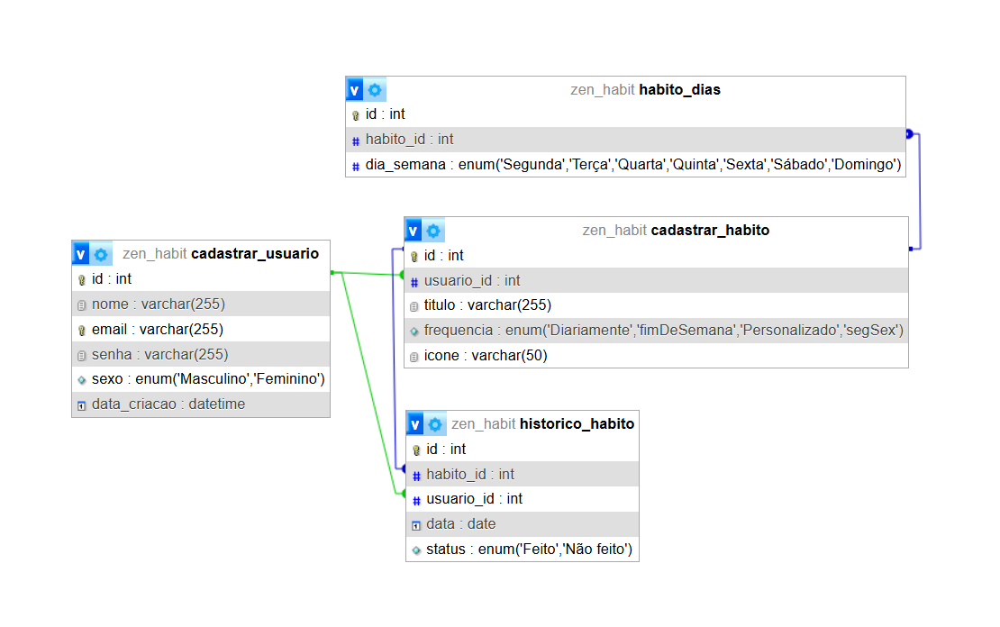 v zen_habit habito_dias
id : int
# habito_id : int
# dia_semana : enum('Segunda','Terça','Quarta','Quinta','Sexta','Sábado','Domingo')
v zen_habit cadastrar_habito
id : int
# usuario_id : int
titulo : varchar(255)
frequencia : enum('Diariamente','fimDeSemana','Personalizado','segSex')
icone : varchar(50)
v zen_habit cadastrar_usuario
id : int
nome : varchar(255)
email : varchar(255)
senha : varchar(255)
sexo : enum('Masculino','Feminino')
data_criacao : datetime
v zen_habit historico_habito
id : int
# habito_id : int
# usuario_id : int
data : date
status : enum('Feito','Não feito')